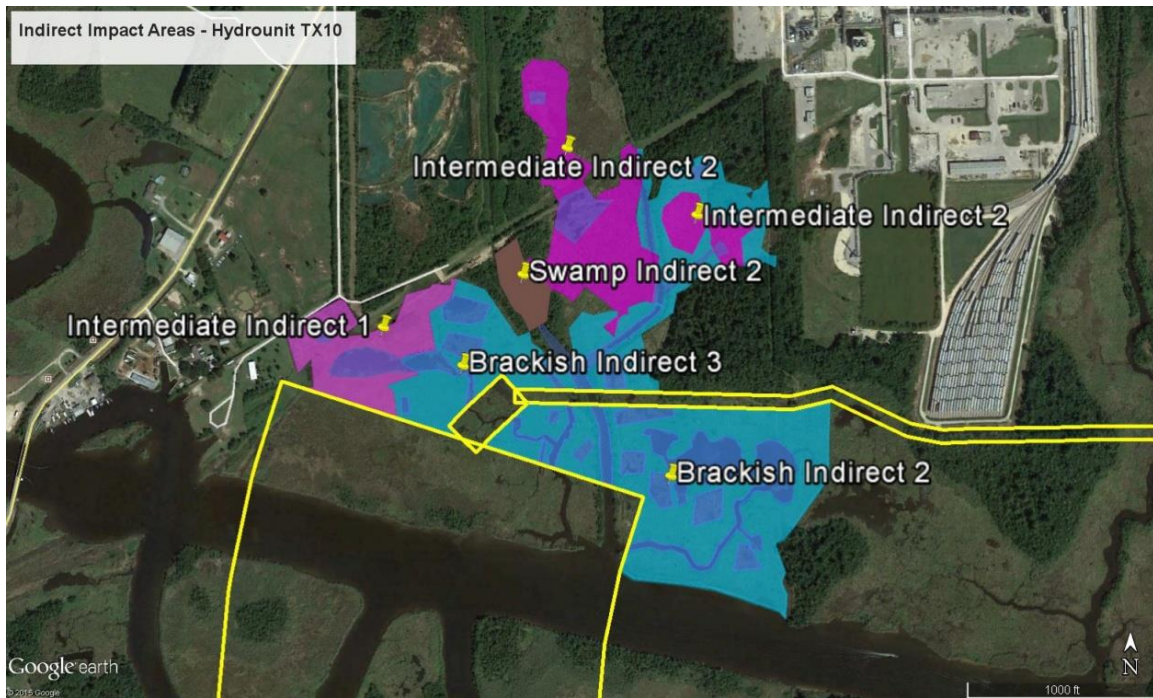 Indirect Impact Areas - Hydrounit TX10
Intermediate Indirect 2
Intermediate Indirect 2
Swamp Indirect 2
Intermediate Indirect 1
Brackish Indirect 3
Brackish Indirect 2
Google earth
© 2015 Google
1000 ft
N